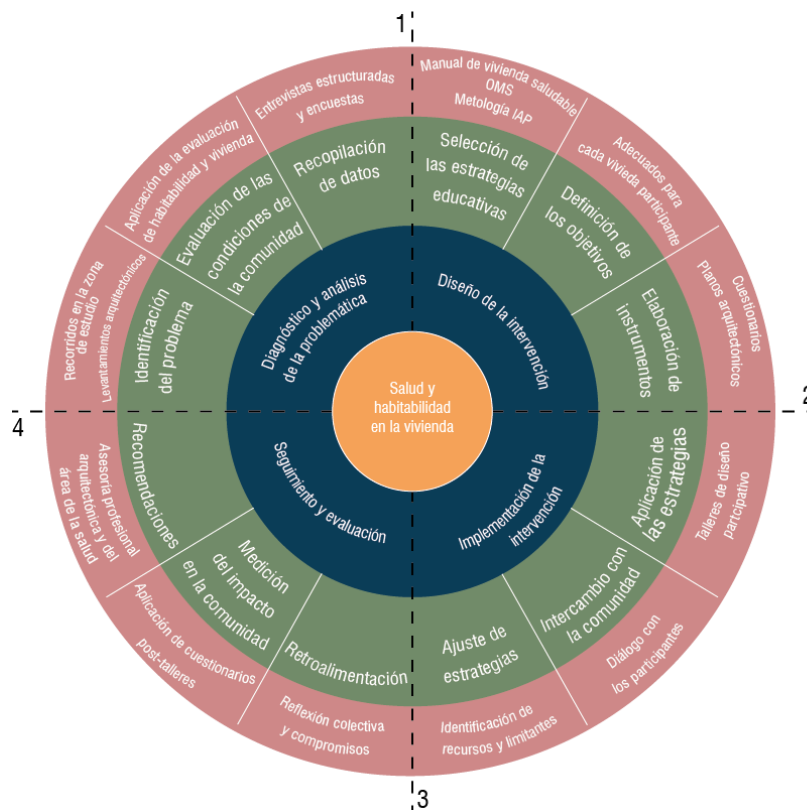 1
2
3
4
Salud y
habitabilidad
en la vivienda
Diagnóstico y análisis
de la problemática
Diseño de la intervención
Implementación de la
intervención
Seguimiento y evaluación
Identificación
del problema
Evaluación de las
condiciones de
la comunidad
Recopilación
de datos
Selección de
las estrategias
educativas
Definición de
los objetivos
Elaboración de
instrumentos
Aplicación de
las estrategias
Intercambio con
la comunidad
Ajuste de
estrategias
Retroalimentación
Medición
del impacto
en la comunidad
Recomendaciones
Recorridos en la zona
de estudio
Levantamientos arquitectónicos
Aplicación de la evaluación
de habitabilidad y vivienda
Entrevistas estructuradas
y encuestas
Manual de vivienda saludable
OMS
Metología IAP
Adecuados para
cada vivieda participante
Cuestionarios
Planos arquitectónicos
Talleres de diseño
partcipativo
Diálogo con
los participantes
Identificación de
recursos y limitantes
Reflexión colectiva
y compromisos
Aplicación de cuestionarios
post-talleres
Asesoría profesional
arquitectónica y del
área de la salud